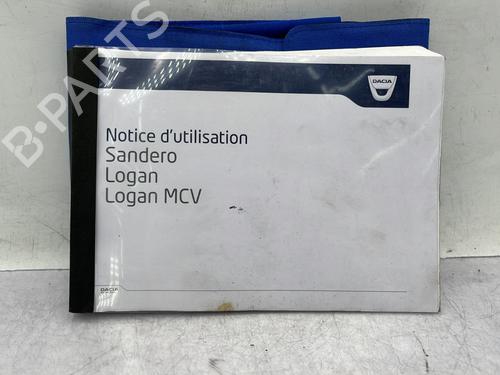 DACIA
Notice d'utilisation
Sandero
Logan
Logan MCV
DACIA
B-PARTS